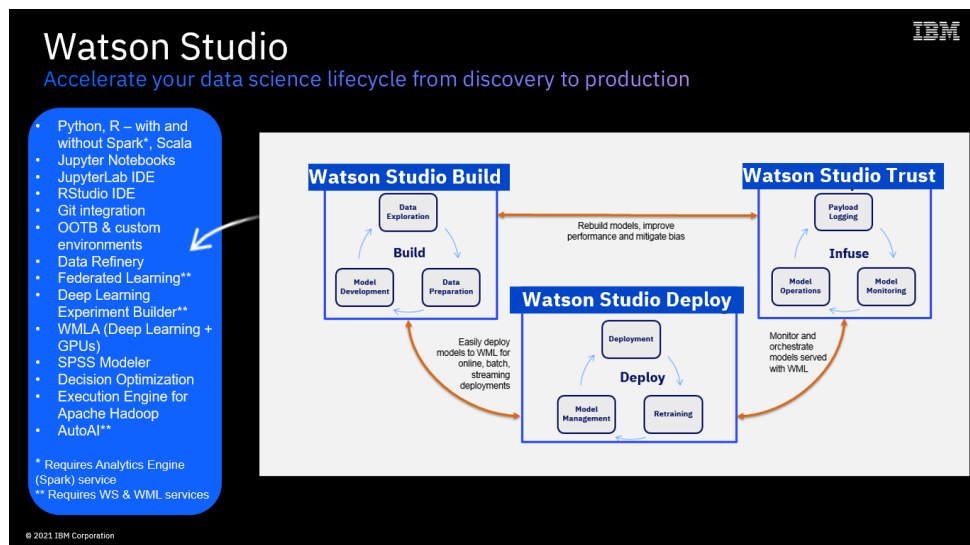 IBM
Watson Studio
Accelerate your data science lifecycle from discovery to production
• Python, R – with and
without Spark*, Scala
• Jupyter Notebooks
• JupyterLab IDE
• RStudio IDE
• Git integration
• OOTB & custom
environments
• Data Refinery
• Federated Learning**
• Deep Learning
Experiment Builder**
• WMLA (Deep Learning +
GPUs)
• SPSS Modeler
• Decision Optimization
• Execution Engine for
Apache Hadoop
• AutoAI**
* Requires Analytics Engine
(Spark) service
** Requires WS & WML services
Watson Studio Build
Data
Exploration
Build
Model
Development
Data
Preparation
Rebuild models, improve
performance and mitigate bias
Watson Studio Trust
Payload
Logging
Infuse
Model
Operations
Model
Monitoring
Easily deploy
models to WML for
online, batch,
streaming
deployments
Watson Studio Deploy
Deployment
Deploy
Model
Management
Retraining
Monitor and
orchestrate
models served
with WML
© 2021 IBM Corporation